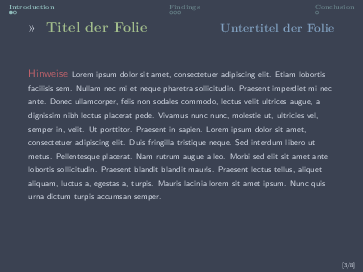 Introduction Findings Conclusion
» Titel der Folie Untertitel der Folie
Hinweise Lorem ipsum dolor sit amet, consectetuer adipiscing elit. Etiam lobortis
facilisis sem. Nullam nec mi et neque pharetra sollicitudin. Praesent imperdiet mi nec
ante. Donec ullamcorper, felis non sodales commodo, lectus velit ultrices augue, a
dignissim nibh lectus placerat pede. Vivamus nunc nunc, molestie ut, ultricies vel,
semper in, velit. Ut porttitor. Praesent in sapien. Lorem ipsum dolor sit amet,
consectetuer adipiscing elit. Duis fringilla tristique neque. Sed interdum libero ut
metus. Pellentesque placerat. Nam rutrum augue a leo. Morbi sed elit sit amet ante
lobortis sollicitudin. Praesent blandit blandit mauris. Praesent lectus tellus, aliquet
aliquam, luctus a, egestas a, turpis. Mauris lacinia lorem sit amet ipsum. Nunc quis
urna dictum turpis accumsan semper.
[3/8]